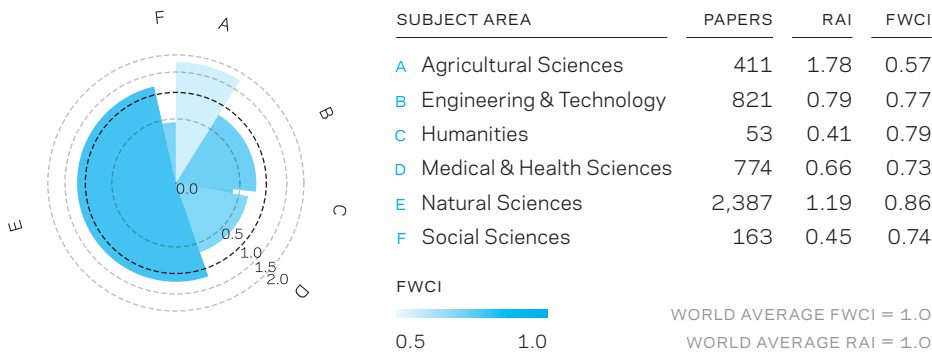 F
A
B
C
D
E
0.0
0.5
1.0
1.5
2.0
SUBJECT AREA PAPERS RAI FWCI
A Agricultural Sciences 411 1.78 0.57
B Engineering & Technology 821 0.79 0.77
C Humanities 53 0.41 0.79
D Medical & Health Sciences 774 0.66 0.73
E Natural Sciences 2,387 1.19 0.86
F Social Sciences 163 0.45 0.74
FWCI
0.5 1.0
WORLD AVERAGE FWCI = 1.0
WORLD AVERAGE RAI = 1.0